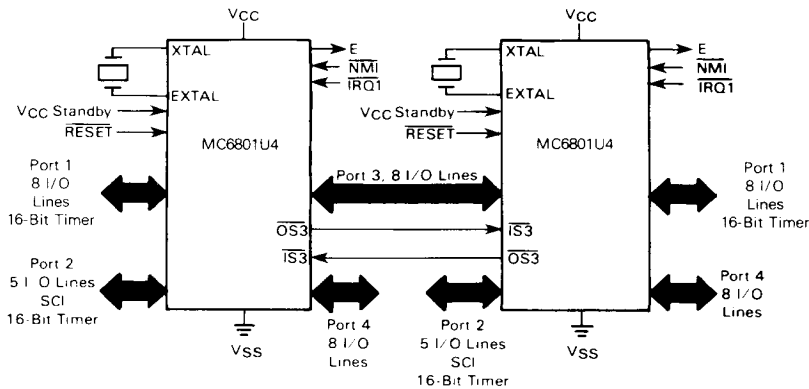 VCC
VCC
XTAL
E
XTAL
E
NMI
NMI
IRQ1
IRQ1
EXTAL
EXTAL
VCC Standby
VCC Standby
RESET
RESET
MC6801U4
MC6801U4
Port 1
8 I/O
Lines
16-Bit Timer
Port 3, 8 I/O Lines
Port 1
8 I/O
Lines
16-Bit Timer
OS3
IS3
IS3
OS3
Port 2
5 I/O Lines
SCI
16-Bit Timer
Port 4
8 I/O
Lines
Port 2
5 I/O Lines
SCI
16-Bit Timer
Port 4
8 I/O
Lines
VSS
VSS